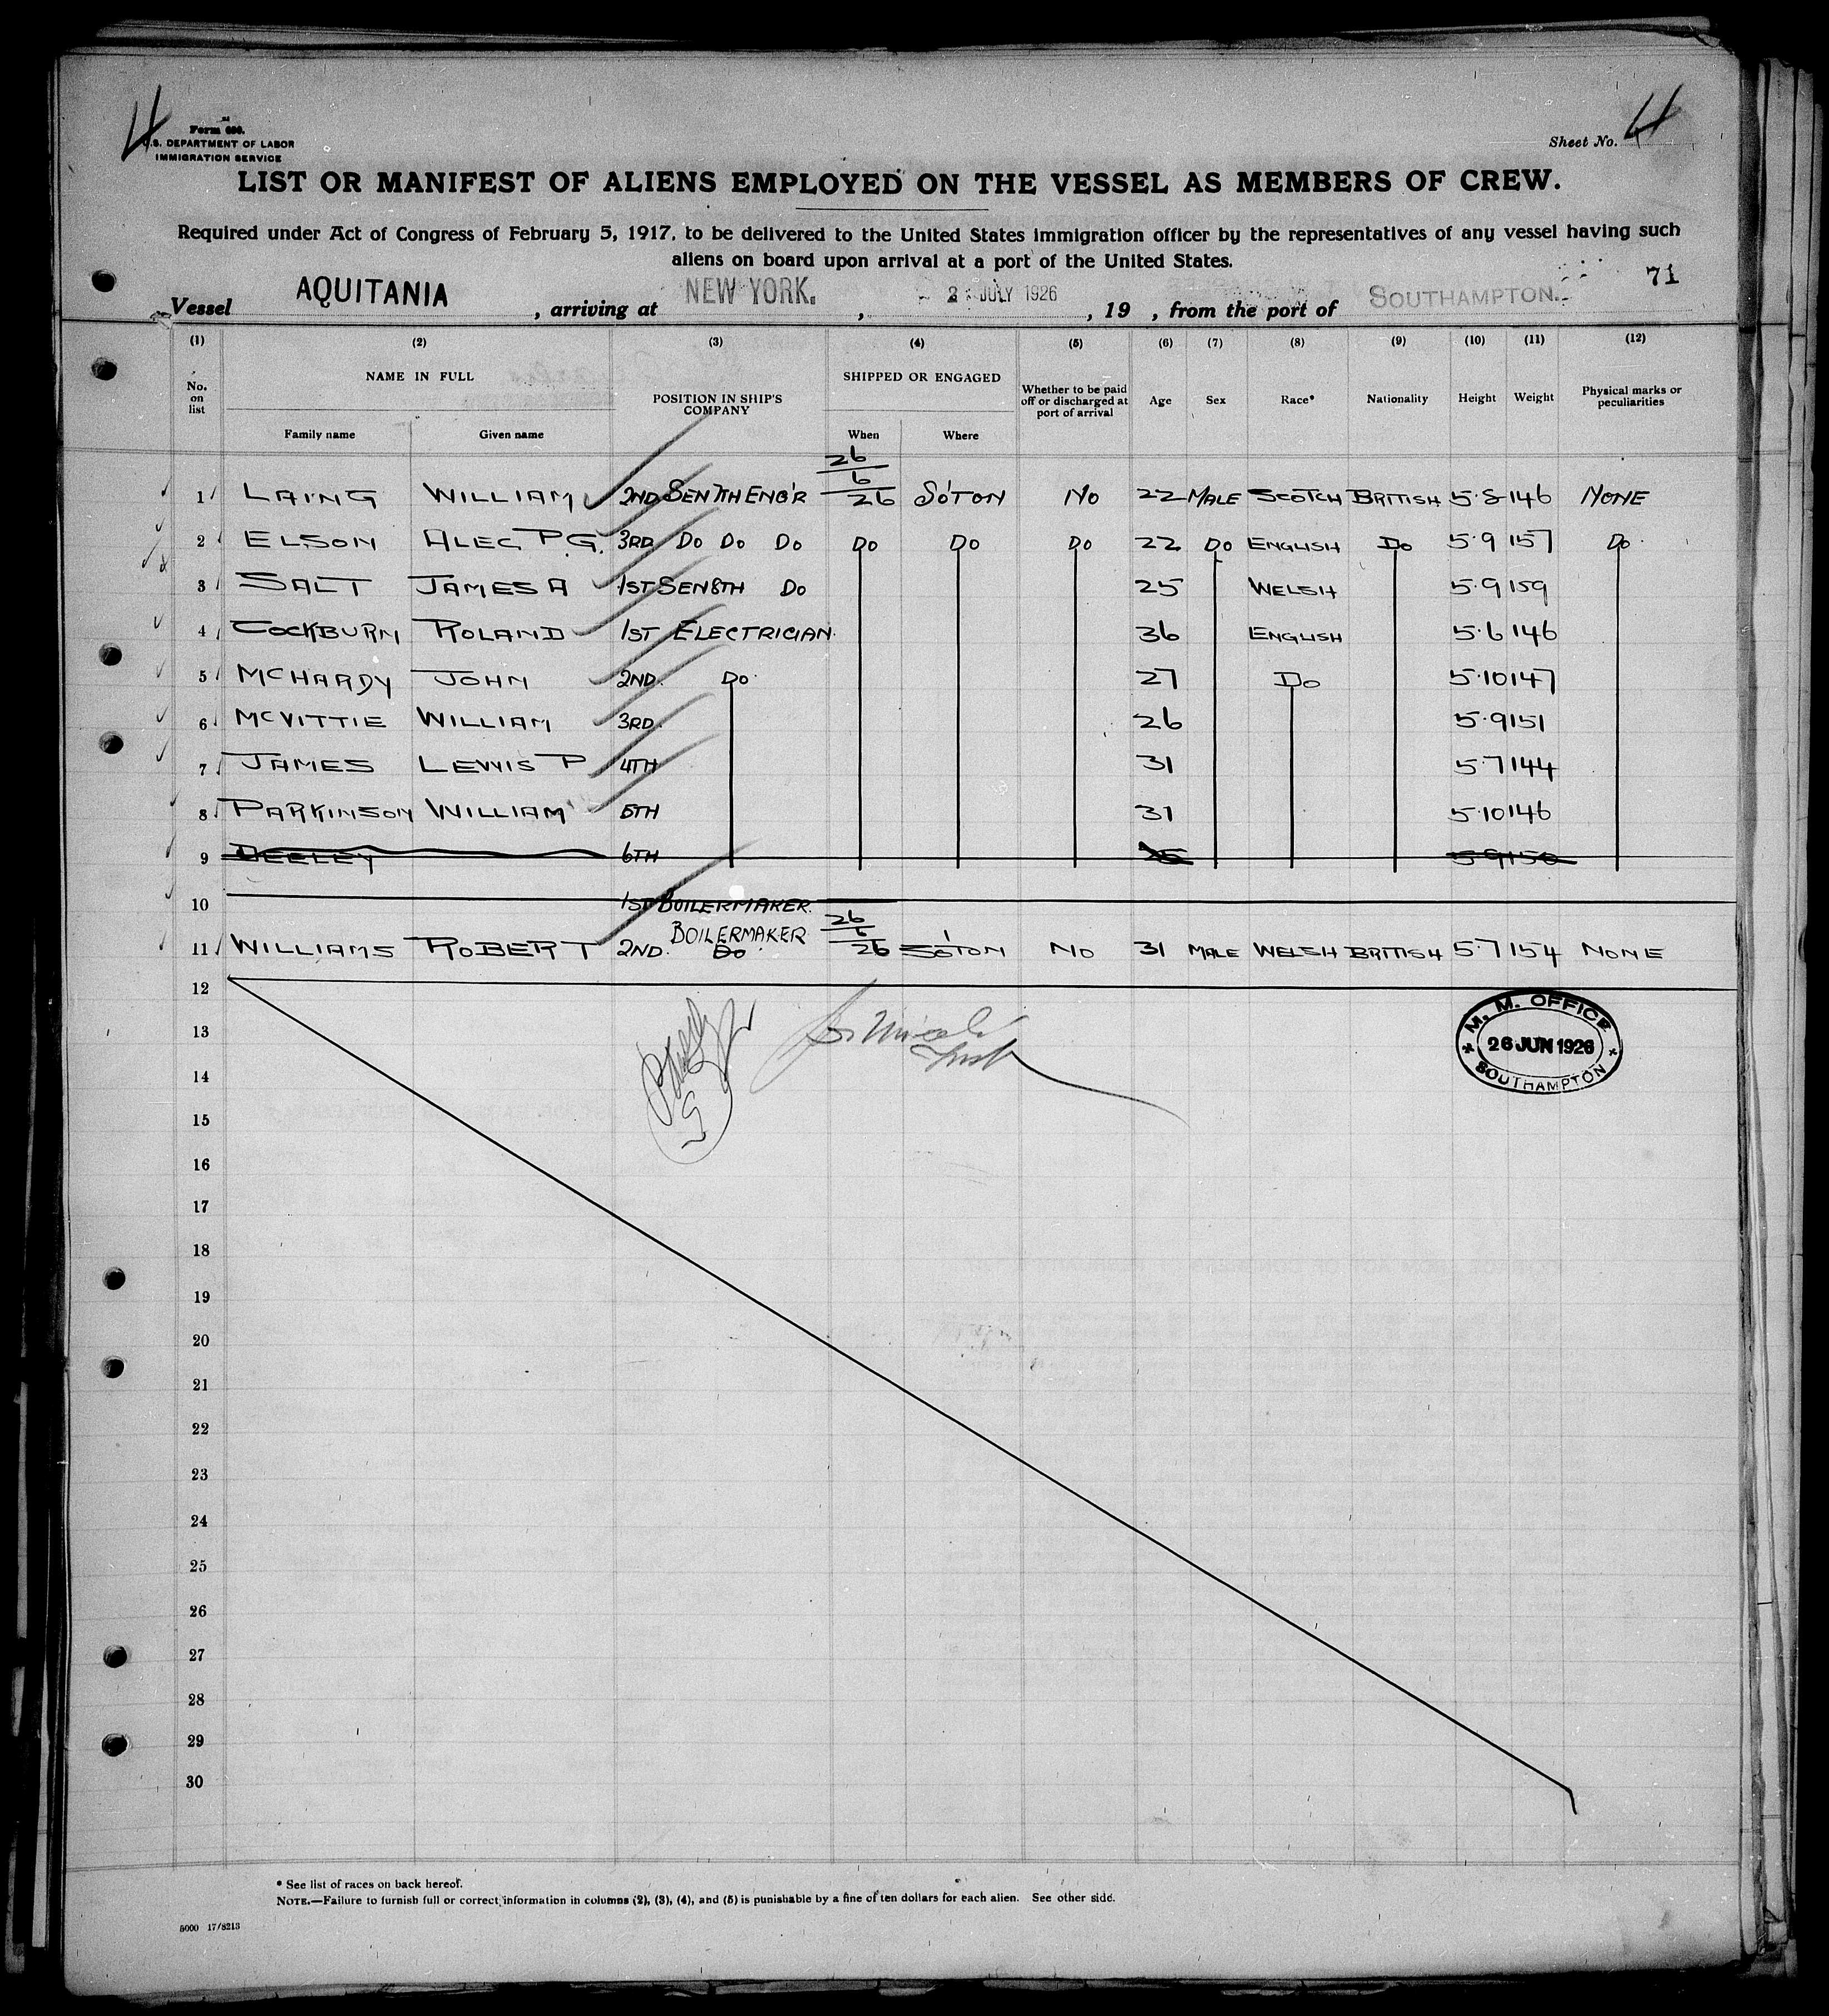 4
Form 680.
U.S. DEPARTMENT OF LABOR
IMMIGRATION SERVICE
Sheet No. 4
LIST OR MANIFEST OF ALIENS EMPLOYED ON THE VESSEL AS MEMBERS OF CREW.
Required under Act of Congress of February 5, 1917, to be delivered to the United States immigration officer by the representatives of any vessel having such
aliens on board upon arrival at a port of the United States.
71
Vessel AQUITANIA, arriving at NEW YORK., 2 JULY 1926, 19 , from the port of SOUTHAMPTON.
(1) (2) (3) (4) (5) (6) (7) (8) (9) (10) (11) (12)
No. on list NAME IN FULL POSITION IN SHIP'S COMPANY SHIPPED OR ENGAGED Whether to be paid off or discharged at port of arrival Age Sex Race* Nationality Height Weight Physical marks or peculiarities
Family name Given name When Where
1 LAING WILLIAM 2ND SEN 7TH ENG'R 26/6/26 SO'TON NO 22 MALE SCOTCH BRITISH 5·8 146 NONE
2 ELSON ALEC P.G. 3RD DO DO DO DO DO DO 22 DO ENGLISH DO 5·9 157 DO
3 SALT JAMES A 1ST SEN 8TH DO 25 WELSH 5·9 159
4 COCKBURN ROLAND 1ST ELECTRICIAN 36 ENGLISH 5·6 146
5 MCHARDY JOHN 2ND. DO 27 DO 5·10 147
6 MCVITTIE WILLIAM 3RD. 26 5·9 151
7 JAMES LEWIS P 4TH 31 5·7 144
8 PARKINSON WILLIAM 5TH 31 5·10 146
9 DEELEY 6TH 5·9 150
10 1ST BOILERMAKER.
BOILERMAKER
11 WILLIAMS ROBERT 2ND. DO 26/6/26 SO'TON NO 31 MALE WELSH BRITISH 5·7 154 NONE
12
13
14
15
16
17
18
19
20
21
22
23
24
25
26
27
28
29
30
M. M. OFFICE
26 JUN 1926
SOUTHAMPTON
* See list of races on back hereof.
NOTE.—Failure to furnish full or correct information in columns (2), (3), (4), and (5) is punishable by a fine of ten dollars for each alien. See other side.
5000 17/8213